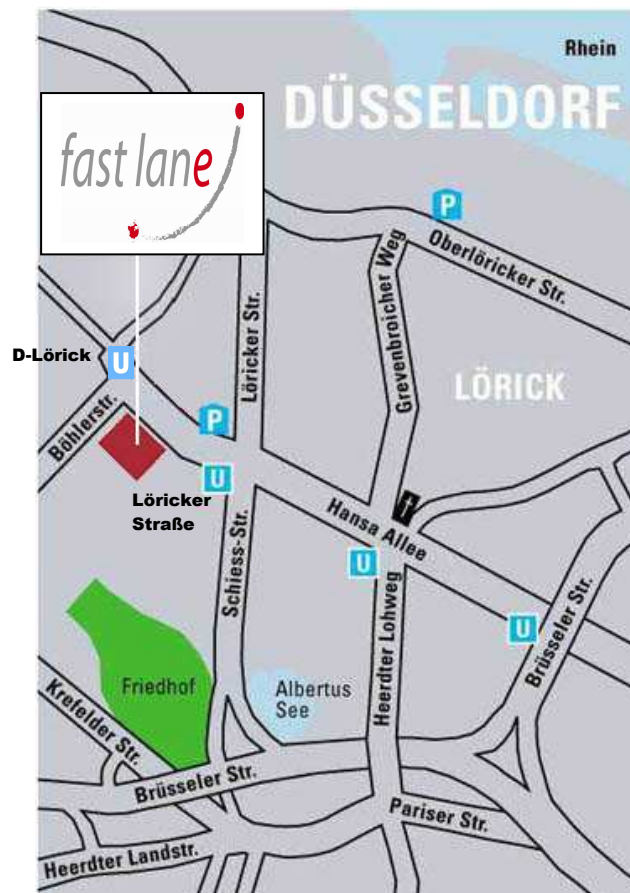 Rhein
DÜSSELDORF
fast lane
P
Oberlöricker Str.
Grevenbroicher Weg
Löricker Str.
D-Lörick
U
LÖRICK
Böhlerstr.
P
U
Löricker
Straße
Hansa Allee
Schiess-Str.
U
U
Heerdter Lohweg
Brüsseler Str.
Friedhof
Albertus
See
Krefelder Str.
Brüsseler Str.
Pariser Str.
Heerdter Landstr.